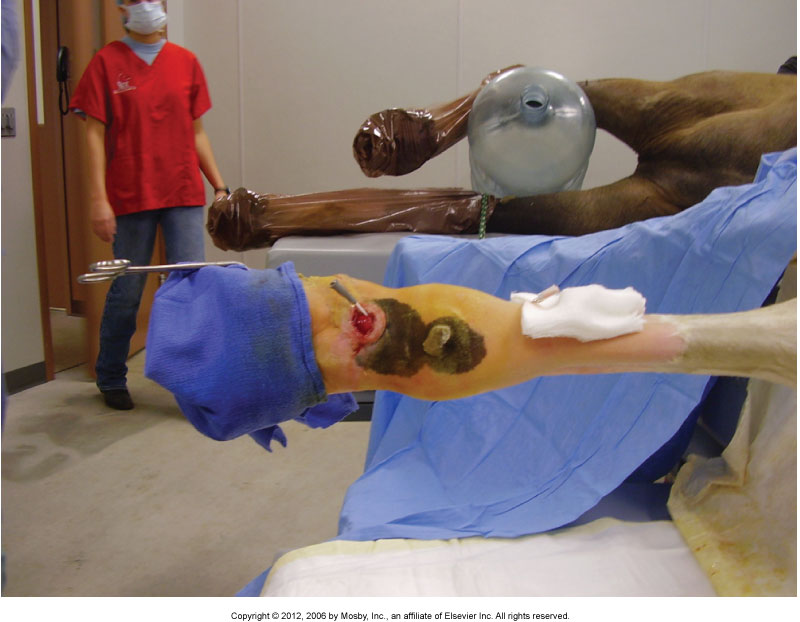 Copyright © 2012, 2006 by Mosby, Inc., an affiliate of Elsevier Inc. All rights reserved.